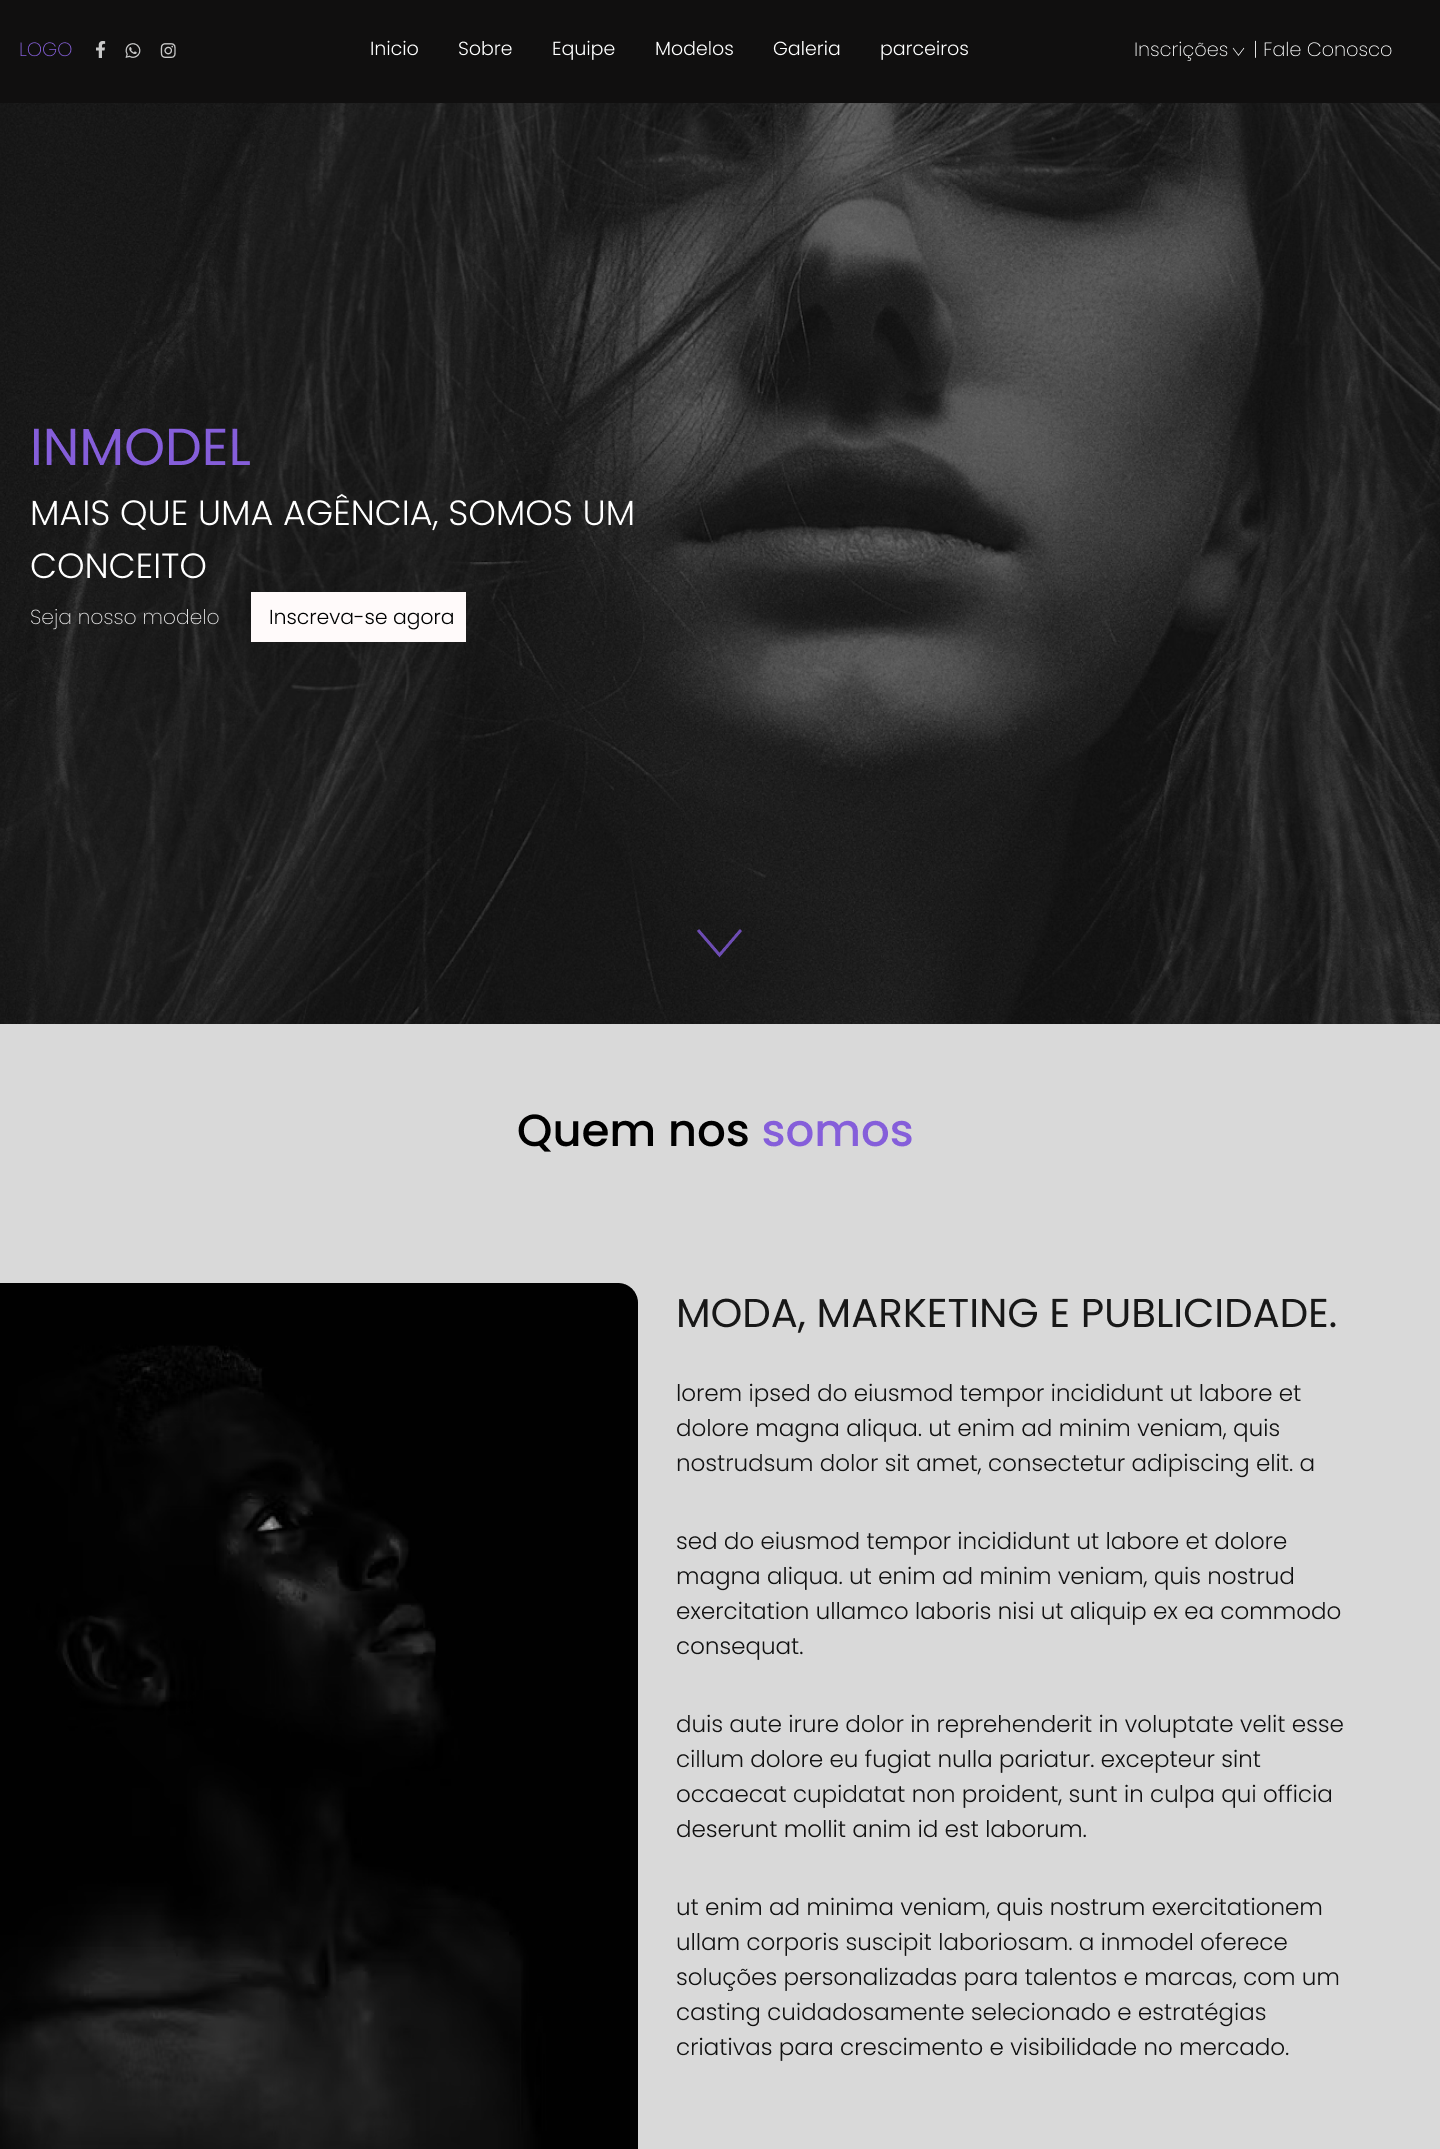 LOGO
Inicio Sobre Equipe Modelos Galeria parceiros
Inscrições | Fale Conosco
INMODEL
MAIS QUE UMA AGÊNCIA, SOMOS UM
CONCEITO
Seja nosso modelo
Inscreva-se agora
Quem nos somos
MODA, MARKETING E PUBLICIDADE.
lorem ipsed do eiusmod tempor incididunt ut labore et
dolore magna aliqua. ut enim ad minim veniam, quis
nostrudsum dolor sit amet, consectetur adipiscing elit. a
sed do eiusmod tempor incididunt ut labore et dolore
magna aliqua. ut enim ad minim veniam, quis nostrud
exercitation ullamco laboris nisi ut aliquip ex ea commodo
consequat.
duis aute irure dolor in reprehenderit in voluptate velit esse
cillum dolore eu fugiat nulla pariatur. excepteur sint
occaecat cupidatat non proident, sunt in culpa qui officia
deserunt mollit anim id est laborum.
ut enim ad minima veniam, quis nostrum exercitationem
ullam corporis suscipit laboriosam. a inmodel oferece
soluções personalizadas para talentos e marcas, com um
casting cuidadosamente selecionado e estratégias
criativas para crescimento e visibilidade no mercado.